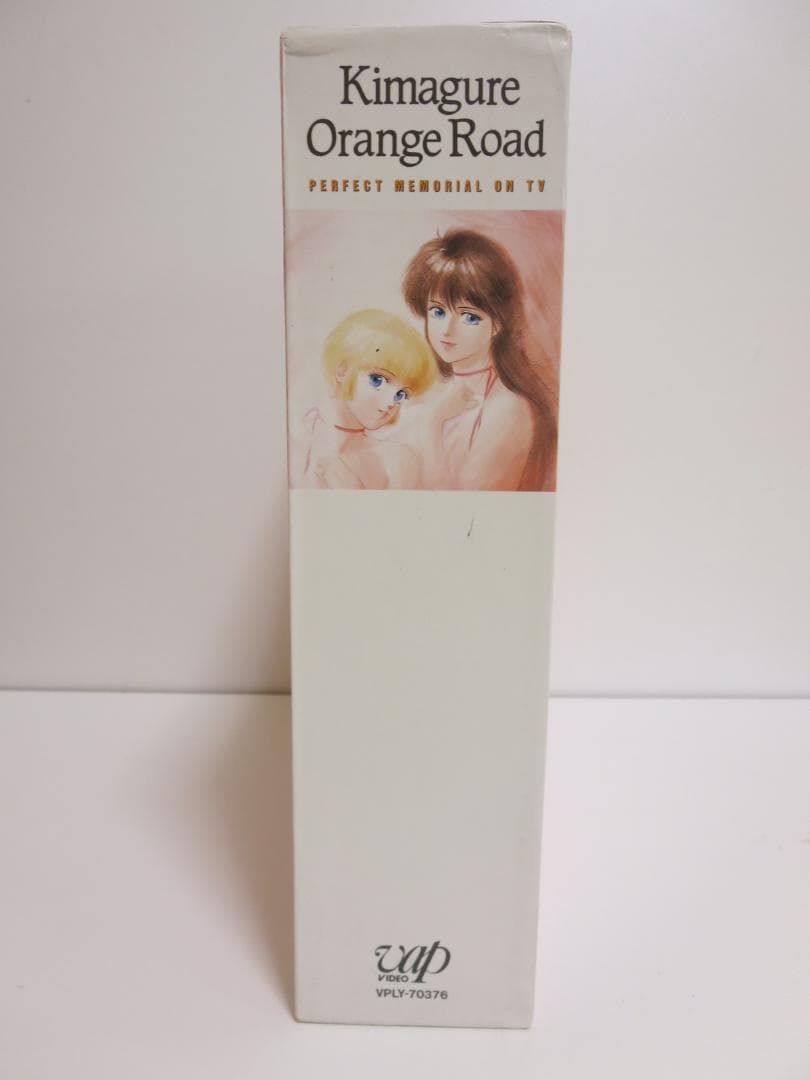 Kimagure
Orange Road
PERFECT MEMORIAL ON TV
vap
VIDEO
VPLY-70376